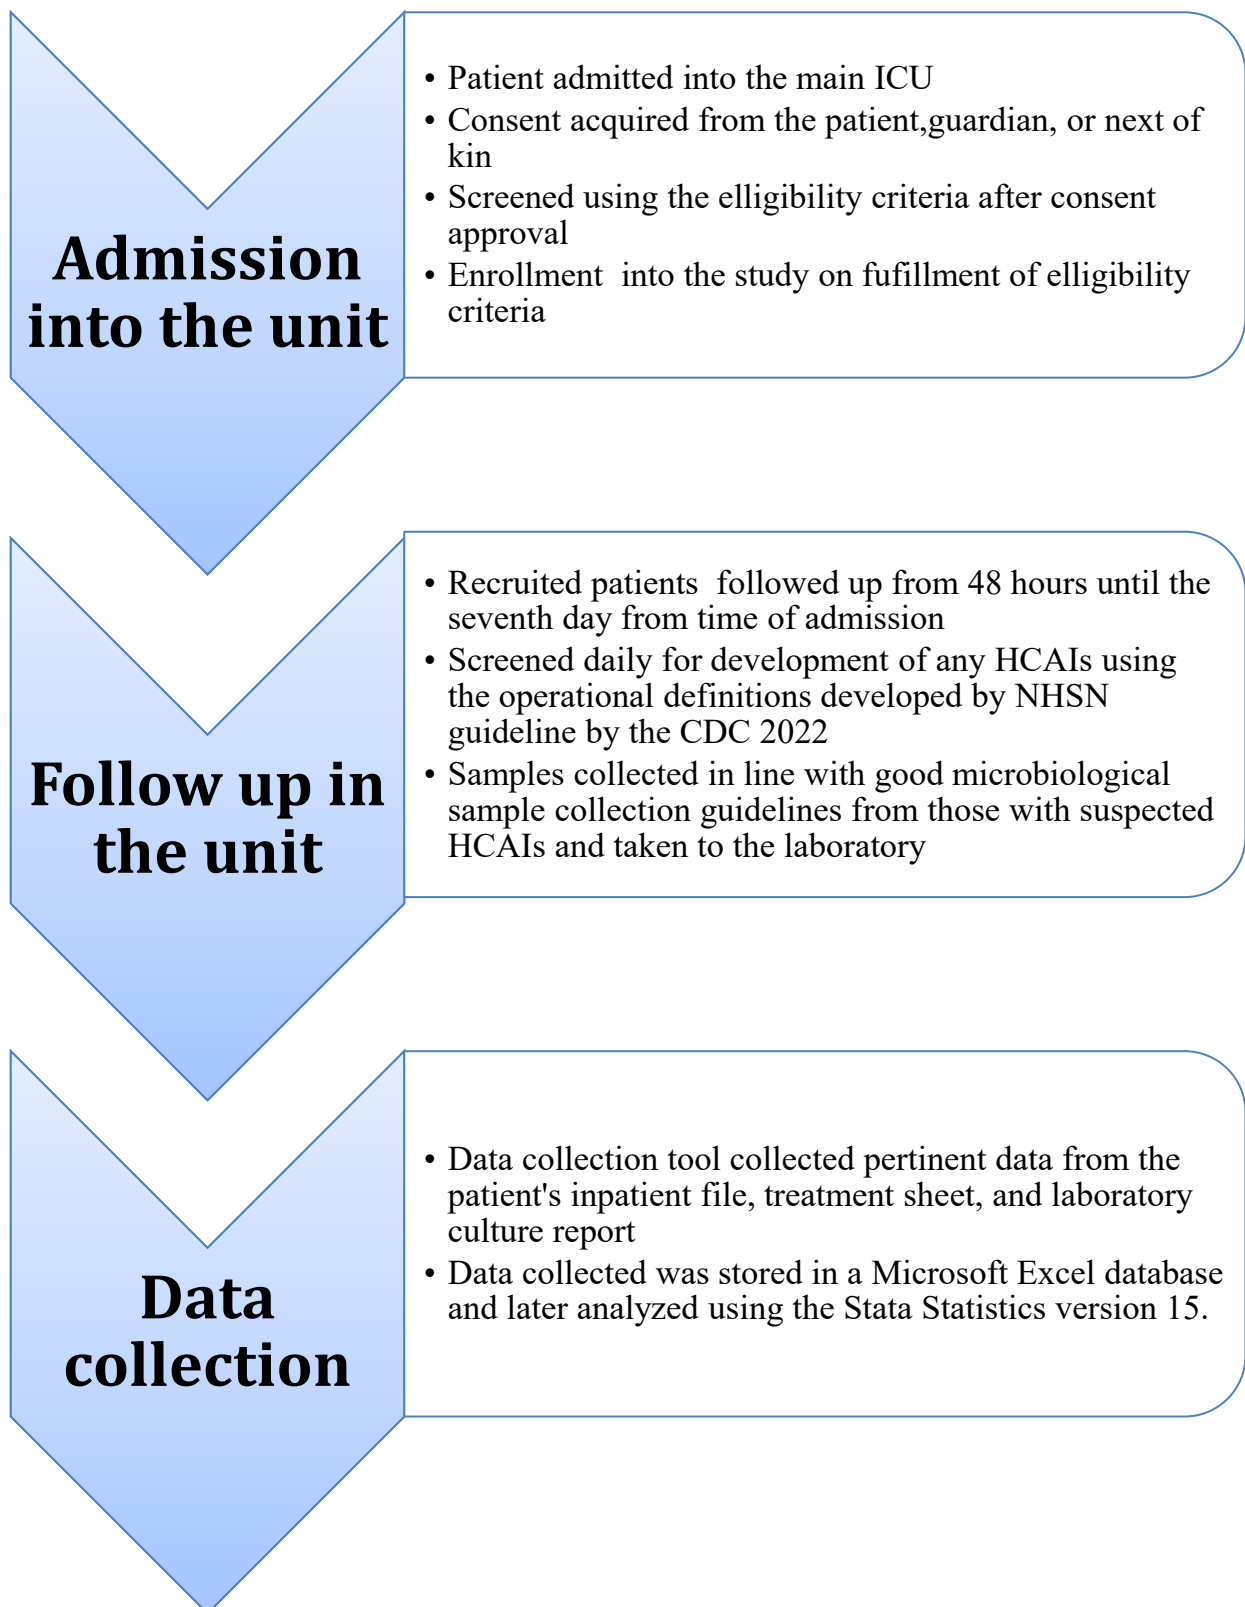 Admission
into the unit
• Patient admitted into the main ICU
• Consent acquired from the patient,guardian, or next of
kin
• Screened using the elligibility criteria after consent
approval
• Enrollment  into the study on fufillment of elligibility
criteria
Follow up in
the unit
• Recruited patients  followed up from 48 hours until the
seventh day from time of admission
• Screened daily for development of any HCAIs using
the operational definitions developed by NHSN
guideline by the CDC 2022
• Samples collected in line with good microbiological
sample collection guidelines from those with suspected
HCAIs and taken to the laboratory
Data
collection
• Data collection tool collected pertinent data from the
patient's inpatient file, treatment sheet, and laboratory
culture report
• Data collected was stored in a Microsoft Excel database
and later analyzed using the Stata Statistics version 15.